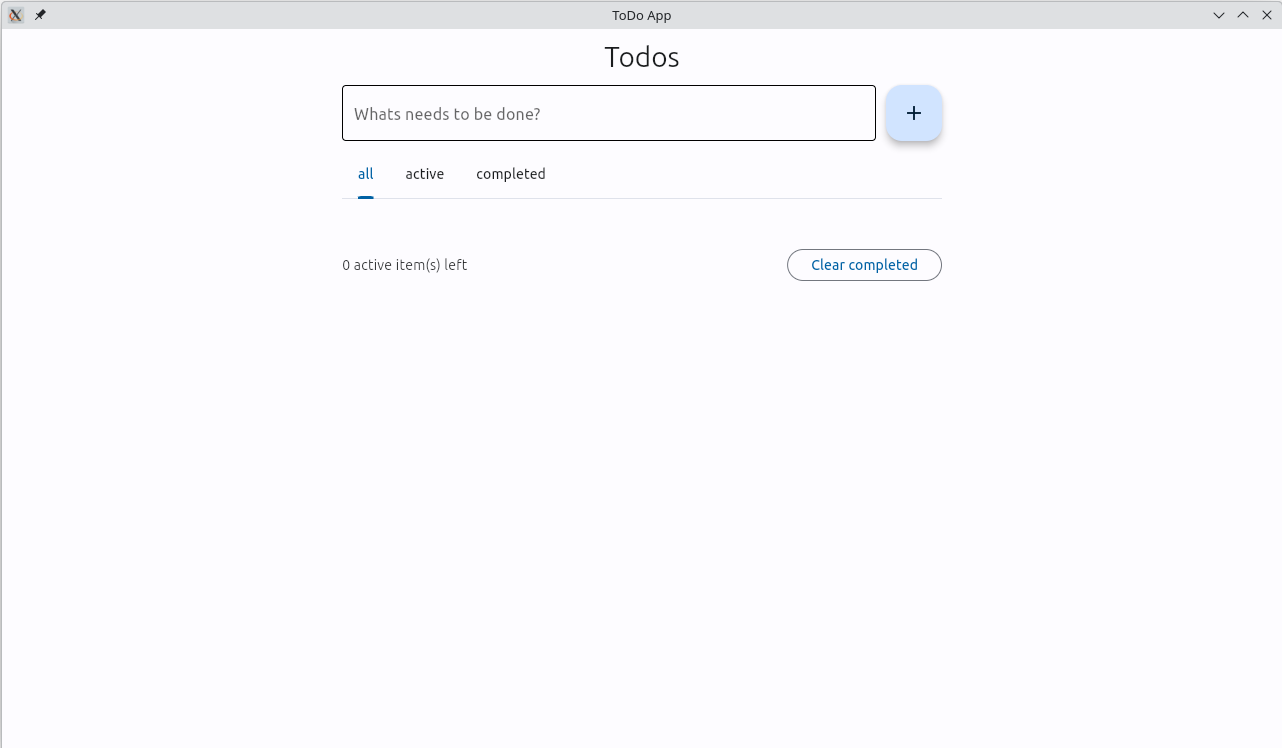 ToDo App
Todos
Whats needs to be done?
+
all active completed
0 active item(s) left Clear completed